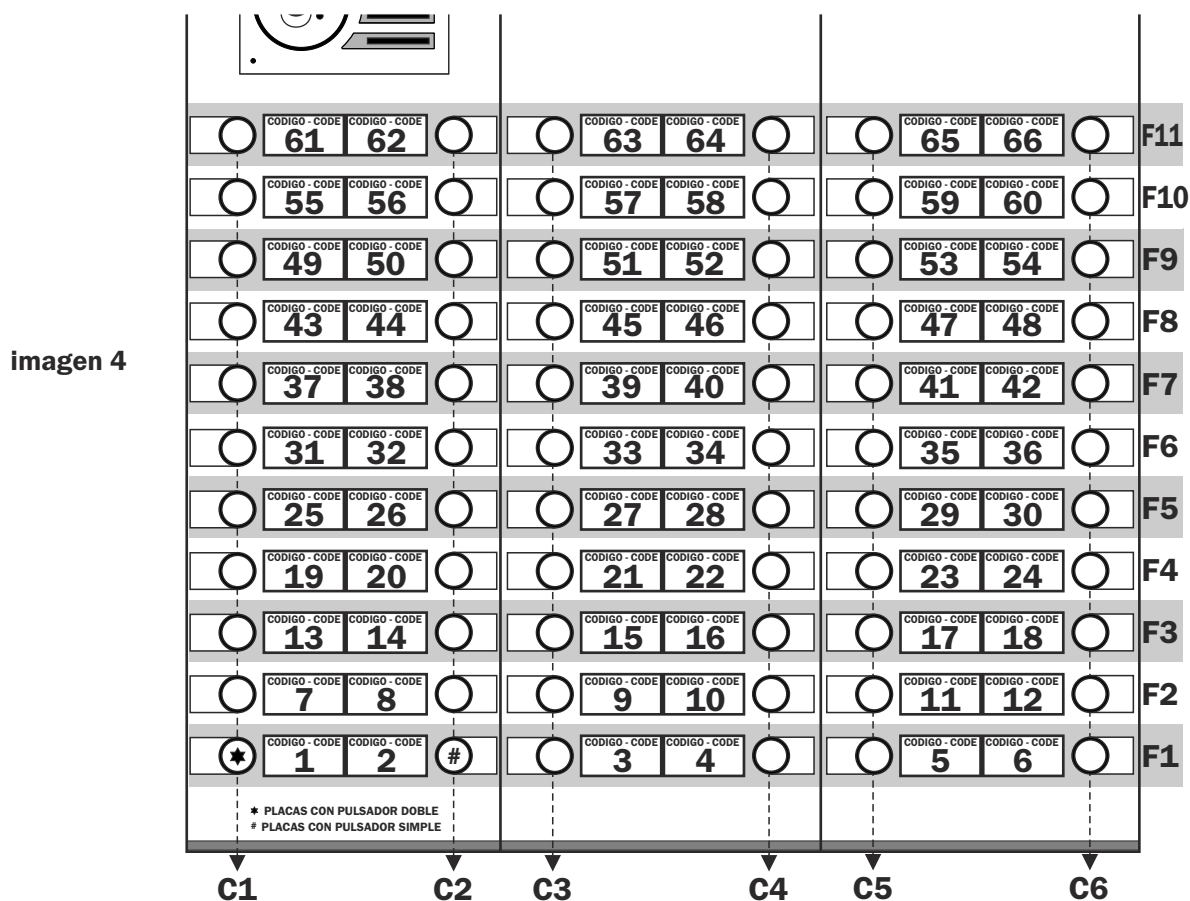 CODIGO - CODE CODIGO - CODE CODIGO - CODE CODIGO - CODE CODIGO - CODE CODIGO - CODE
61 62 63 64 65 66 F11
CODIGO - CODE CODIGO - CODE CODIGO - CODE CODIGO - CODE CODIGO - CODE CODIGO - CODE
55 56 57 58 59 60 F10
CODIGO - CODE CODIGO - CODE CODIGO - CODE CODIGO - CODE CODIGO - CODE CODIGO - CODE
49 50 51 52 53 54 F9
CODIGO - CODE CODIGO - CODE CODIGO - CODE CODIGO - CODE CODIGO - CODE CODIGO - CODE
43 44 45 46 47 48 F8
imagen 4
CODIGO - CODE CODIGO - CODE CODIGO - CODE CODIGO - CODE CODIGO - CODE CODIGO - CODE
37 38 39 40 41 42 F7
CODIGO - CODE CODIGO - CODE CODIGO - CODE CODIGO - CODE CODIGO - CODE CODIGO - CODE
31 32 33 34 35 36 F6
CODIGO - CODE CODIGO - CODE CODIGO - CODE CODIGO - CODE CODIGO - CODE CODIGO - CODE
25 26 27 28 29 30 F5
CODIGO - CODE CODIGO - CODE CODIGO - CODE CODIGO - CODE CODIGO - CODE CODIGO - CODE
19 20 21 22 23 24 F4
CODIGO - CODE CODIGO - CODE CODIGO - CODE CODIGO - CODE CODIGO - CODE CODIGO - CODE
13 14 15 16 17 18 F3
CODIGO - CODE CODIGO - CODE CODIGO - CODE CODIGO - CODE CODIGO - CODE CODIGO - CODE
7 8 9 10 11 12 F2
CODIGO - CODE CODIGO - CODE CODIGO - CODE CODIGO - CODE CODIGO - CODE CODIGO - CODE
✶ 1 2 # 3 4 5 6 F1
✶ PLACAS CON PULSADOR DOBLE
# PLACAS CON PULSADOR SIMPLE
C1 C2 C3 C4 C5 C6